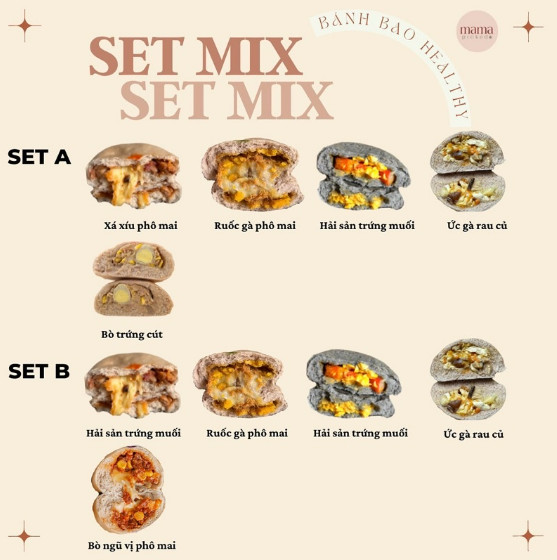 BÁNH BAO HEALTHY
mama
SET MIX
SET MIX
SET A
Xá xíu phô mai
Ruốc gà phô mai
Hải sản trứng muối
Ức gà rau củ
Bò trứng cút
SET B
Hải sản trứng muối
Ruốc gà phô mai
Hải sản trứng muối
Ức gà rau củ
Bò ngũ vị phô mai